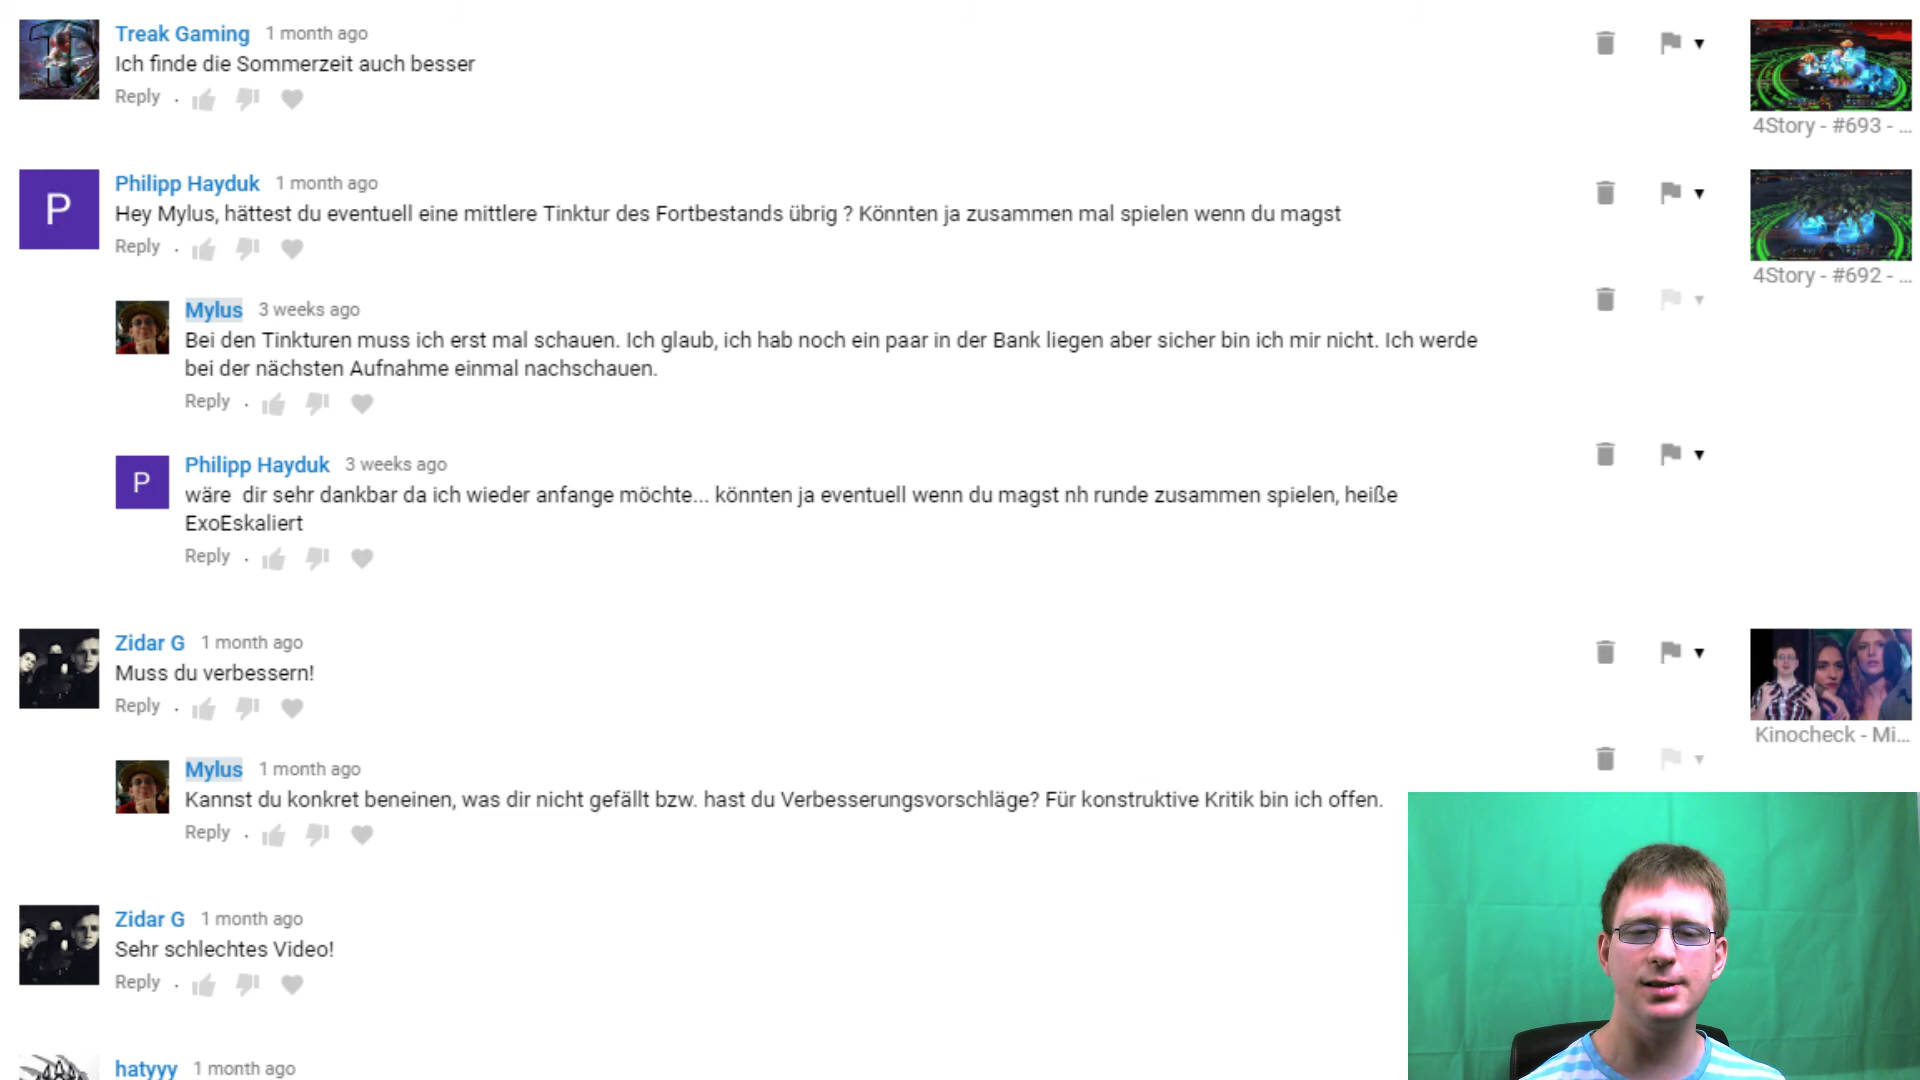 Treak Gaming 1 month ago
Ich finde die Sommerzeit auch besser
Reply .
4Story - #693 - ...
P
Philipp Hayduk 1 month ago
Hey Mylus, hättest du eventuell eine mittlere Tinktur des Fortbestands übrig ? Könnten ja zusammen mal spielen wenn du magst
Reply .
4Story - #692 - ...
Mylus 3 weeks ago
Bei den Tinkturen muss ich erst mal schauen. Ich glaub, ich hab noch ein paar in der Bank liegen aber sicher bin ich mir nicht. Ich werde
bei der nächsten Aufnahme einmal nachschauen.
Reply .
P
Philipp Hayduk 3 weeks ago
wäre  dir sehr dankbar da ich wieder anfange möchte... könnten ja eventuell wenn du magst nh runde zusammen spielen, heiße
ExoEskaliert
Reply .
Zidar G 1 month ago
Muss du verbessern!
Reply .
Kinocheck - Mi...
Mylus 1 month ago
Kannst du konkret beneinen, was dir nicht gefällt bzw. hast du Verbesserungsvorschläge? Für konstruktive Kritik bin ich offen.
Reply .
Zidar G 1 month ago
Sehr schlechtes Video!
Reply .
hatyyy 1 month ago